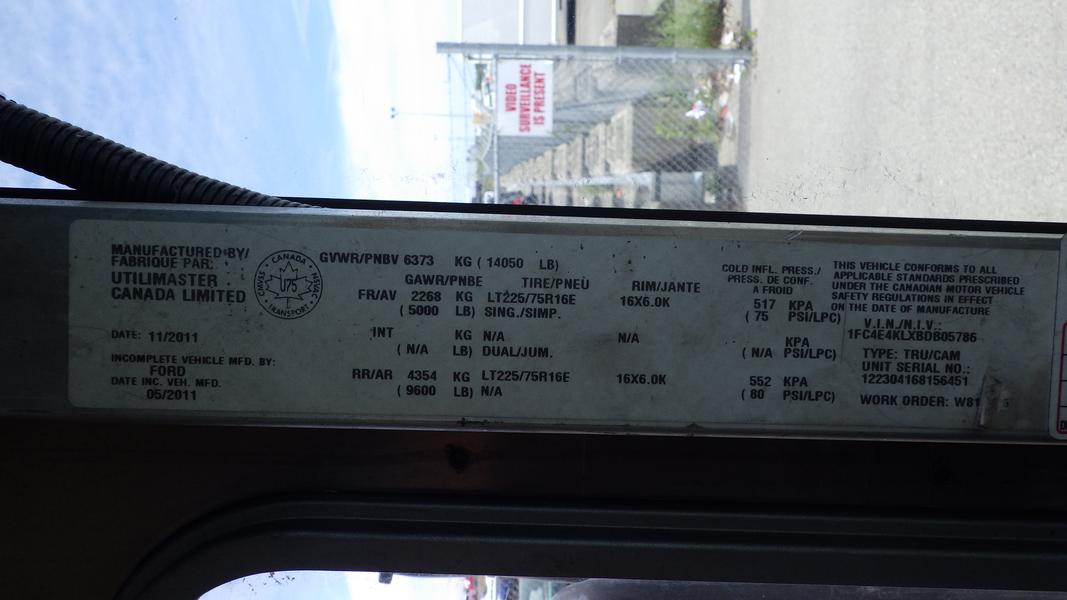 VIDEO
SURVEILLANCE
IS PRESENT
MANUFACTURED BY/
FABRIQUE PAR:
UTILIMASTER
CANADA LIMITED
DATE: 11/2011
INCOMPLETE VEHICLE MFD. BY:
FORD
DATE INC. VEH. MFD.
05/2011
CANADA
CMVSS
U75
NSVAC
TRANSPORT
GVWR/PNBV 6373 KG ( 14050 LB)
GAWR/PNBE TIRE/PNEU RIM/JANTE
FR/AV 2268 KG LT225/75R16E 16X6.0K
( 5000 LB) SING./SIMP.
INT KG N/A N/A
( N/A LB) DUAL/JUM.
RR/AR 4354 KG LT225/75R16E 16X6.0K
( 9600 LB) N/A
COLD INFL. PRESS./
PRESS. DE CONF.
A FROID
517 KPA
( 75 PSI/LPC)
KPA
( N/A PSI/LPC)
552 KPA
( 80 PSI/LPC)
THIS VEHICLE CONFORMS TO ALL
APPLICABLE STANDARDS PRESCRIBED
UNDER THE CANADIAN MOTOR VEHICLE
SAFETY REGULATIONS IN EFFECT
ON THE DATE OF MANUFACTURE
V.I.N./N.I.V.:
1FC4E4KLXBDB05786
TYPE: TRU/CAM
UNIT SERIAL NO.:
122304168156451
WORK ORDER: